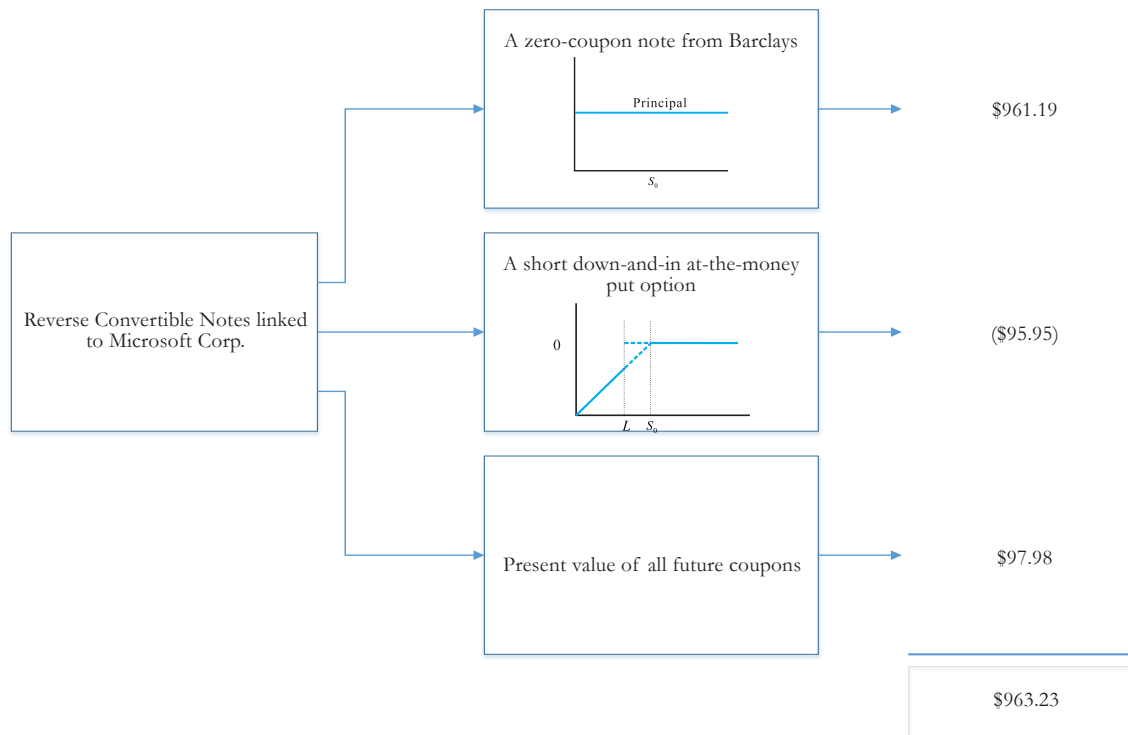 A zero-coupon note from Barclays
Principal
S₀
$961.19
Reverse Convertible Notes linked
to Microsoft Corp.
A short down-and-in at-the-money
put option
0
L S₀
($95.95)
Present value of all future coupons
$97.98
$963.23